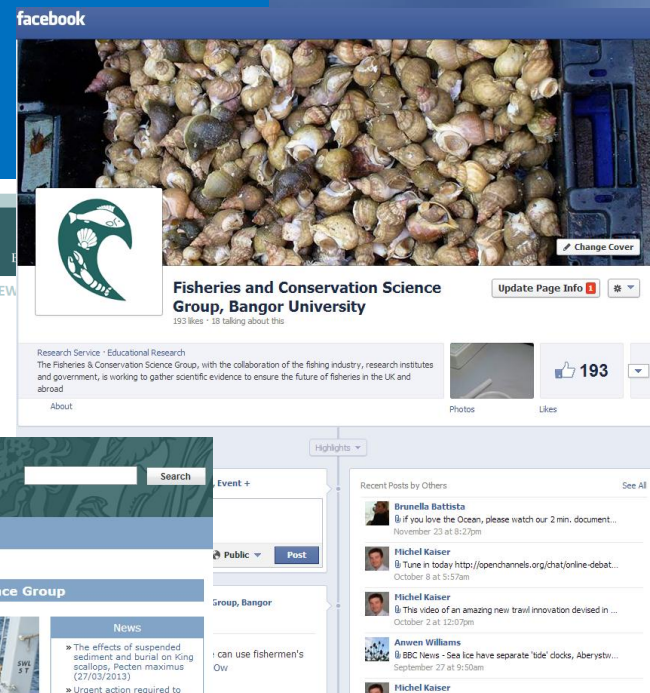 facebook
Change Cover
Fisheries and Conservation Science
Group, Bangor University
193 likes · 18 talking about this
Update Page Info 1
Research Service · Educational Research
The Fisheries & Conservation Science Group, with the collaboration of the fishing industry, research institutes
and government, is working to gather scientific evidence to ensure the future of fisheries in the UK and
abroad
About
Photos
193
Likes
Highlights
Search
, Event +
Public
Post
Group, Bangor
can use fishermen's
Ow
Recent Posts by Others
See All
Brunella Battista
if you love the Ocean, please watch our 2 min. document...
November 23 at 8:27pm
Michel Kaiser
Tune in today http://openchannels.org/chat/online-debat...
October 8 at 5:57am
Michel Kaiser
This video of an amazing new trawl innovation devised in ...
October 2 at 12:07pm
Anwen Williams
BBC News - Sea lice have separate 'tide' docks, Aberystw...
September 27 at 9:50am
Michel Kaiser
ce Group
News
» The effects of suspended
sediment and burial on King
scallops, Pecten maximus
(27/03/2013)
» Urgent action required to
SWL
5 T